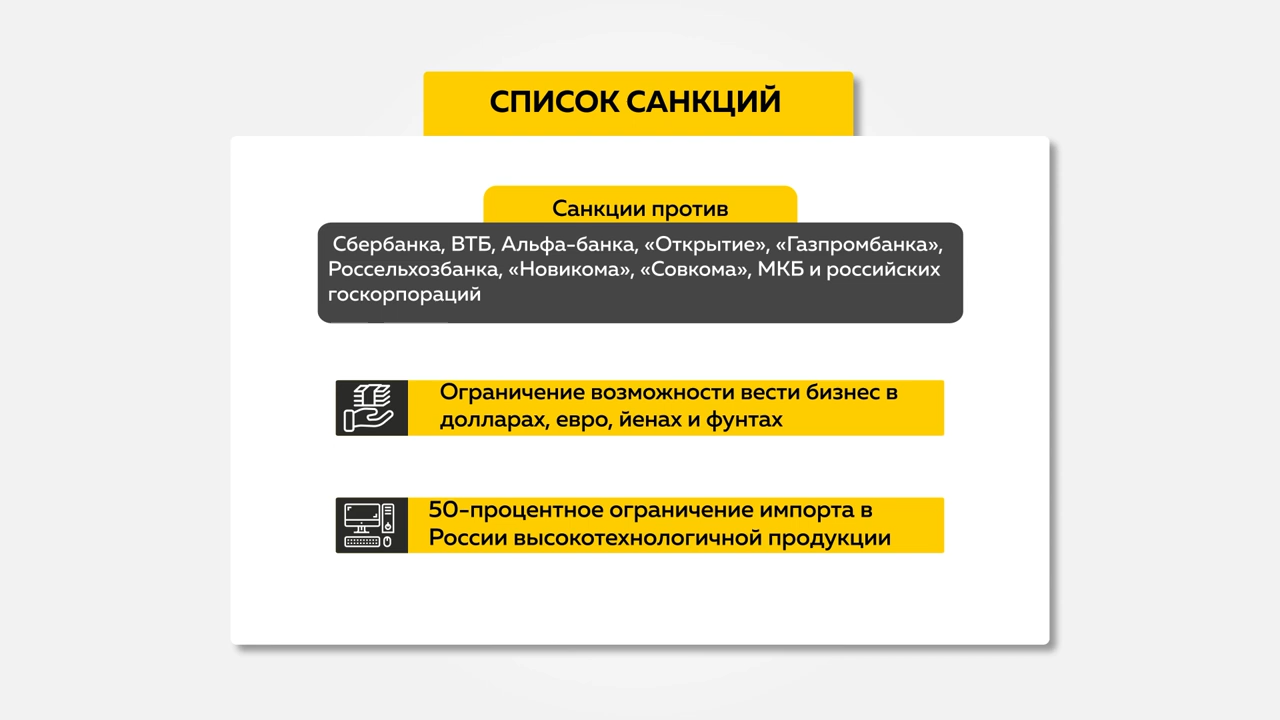 СПИСОК САНКЦИЙ
Санкции против
Сбербанка, ВТБ, Альфа-банка, «Открытие», «Газпромбанка»,
Россельхозбанка, «Новикома», «Совкома», МКБ и российских
госкорпораций
Ограничение возможности вести бизнес в
долларах, евро, йенах и фунтах
50-процентное ограничение импорта в
России высокотехнологичной продукции